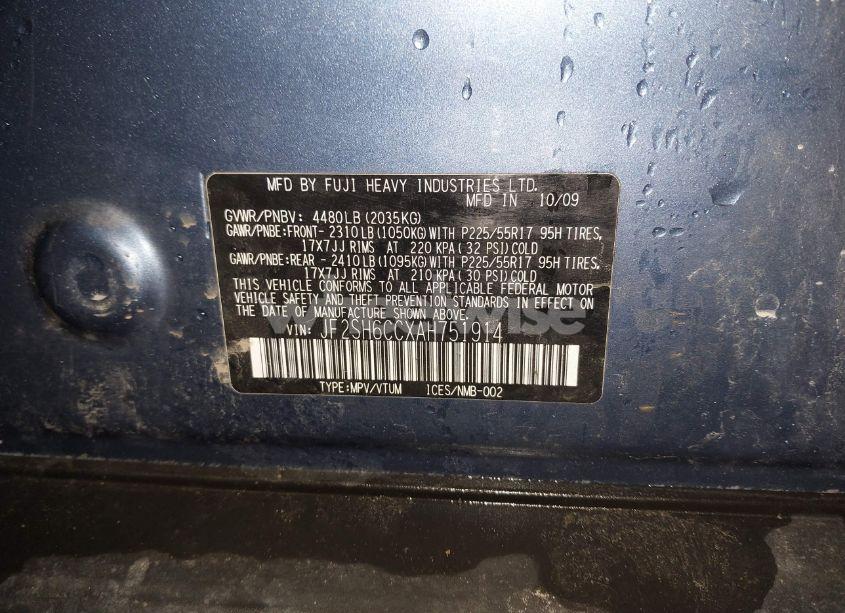 MFD BY FUJI HEAVY INDUSTRIES LTD.
MFD IN 10/09
GVWR/PNBV: 4480LB (2035KG)
GAWR/PNBE:FRONT- 2310LB (1050KG) WITH P225/55R17 95H TIRES,
17X7JJ RIMS AT 220 KPA ( 32 PSI) COLD
GAWR/PNBE:REAR - 2410LB (1095KG) WITH P225/55R17 95H TIRES,
17X7JJ RIMS AT 210 KPA ( 30 PSI) COLD
THIS VEHICLE CONFORMS TO ALL APPLICABLE FEDERAL MOTOR
VEHICLE SAFETY AND THEFT PREVENTION STANDARDS IN EFFECT ON
THE DATE OF MANUFACTURE SHOWN ABOVE.
VIN: JF2SH6CCXAH751914
TYPE:MPV/VTUM ICES/NMB-002